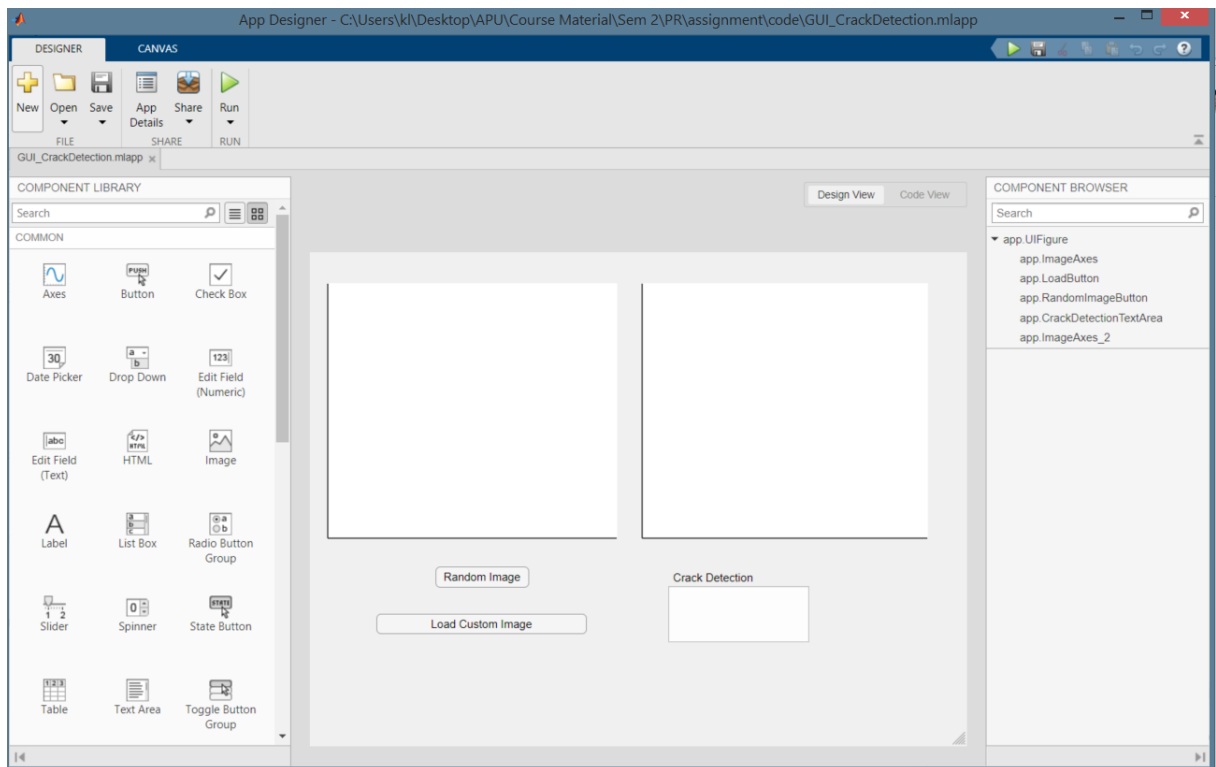 App Designer - C:\Users\kl\Desktop\APU\Course Material\Sem 2\PR\assignment\code\GUI_CrackDetection.mlapp
DESIGNER CANVAS
New Open Save App Details Share Run
FILE SHARE RUN
GUI_CrackDetection.mlapp
COMPONENT LIBRARY
Search
COMMON
Axes
PUSH
Button
Check Box
30
Date Picker
a
b
Drop Down
123
Edit Field
(Numeric)
abc
Edit Field
(Text)
</>
HTML
HTML
Image
A
Label
a
b
c
List Box
a
b
Radio Button
Group
1 2
Slider
0
Spinner
STATE
State Button
1 2 3
Table
Text Area
Toggle Button
Group
Design View Code View
Random Image
Load Custom Image
Crack Detection
COMPONENT BROWSER
Search
app.UIFigure
app.ImageAxes
app.LoadButton
app.RandomImageButton
app.CrackDetectionTextArea
app.ImageAxes_2